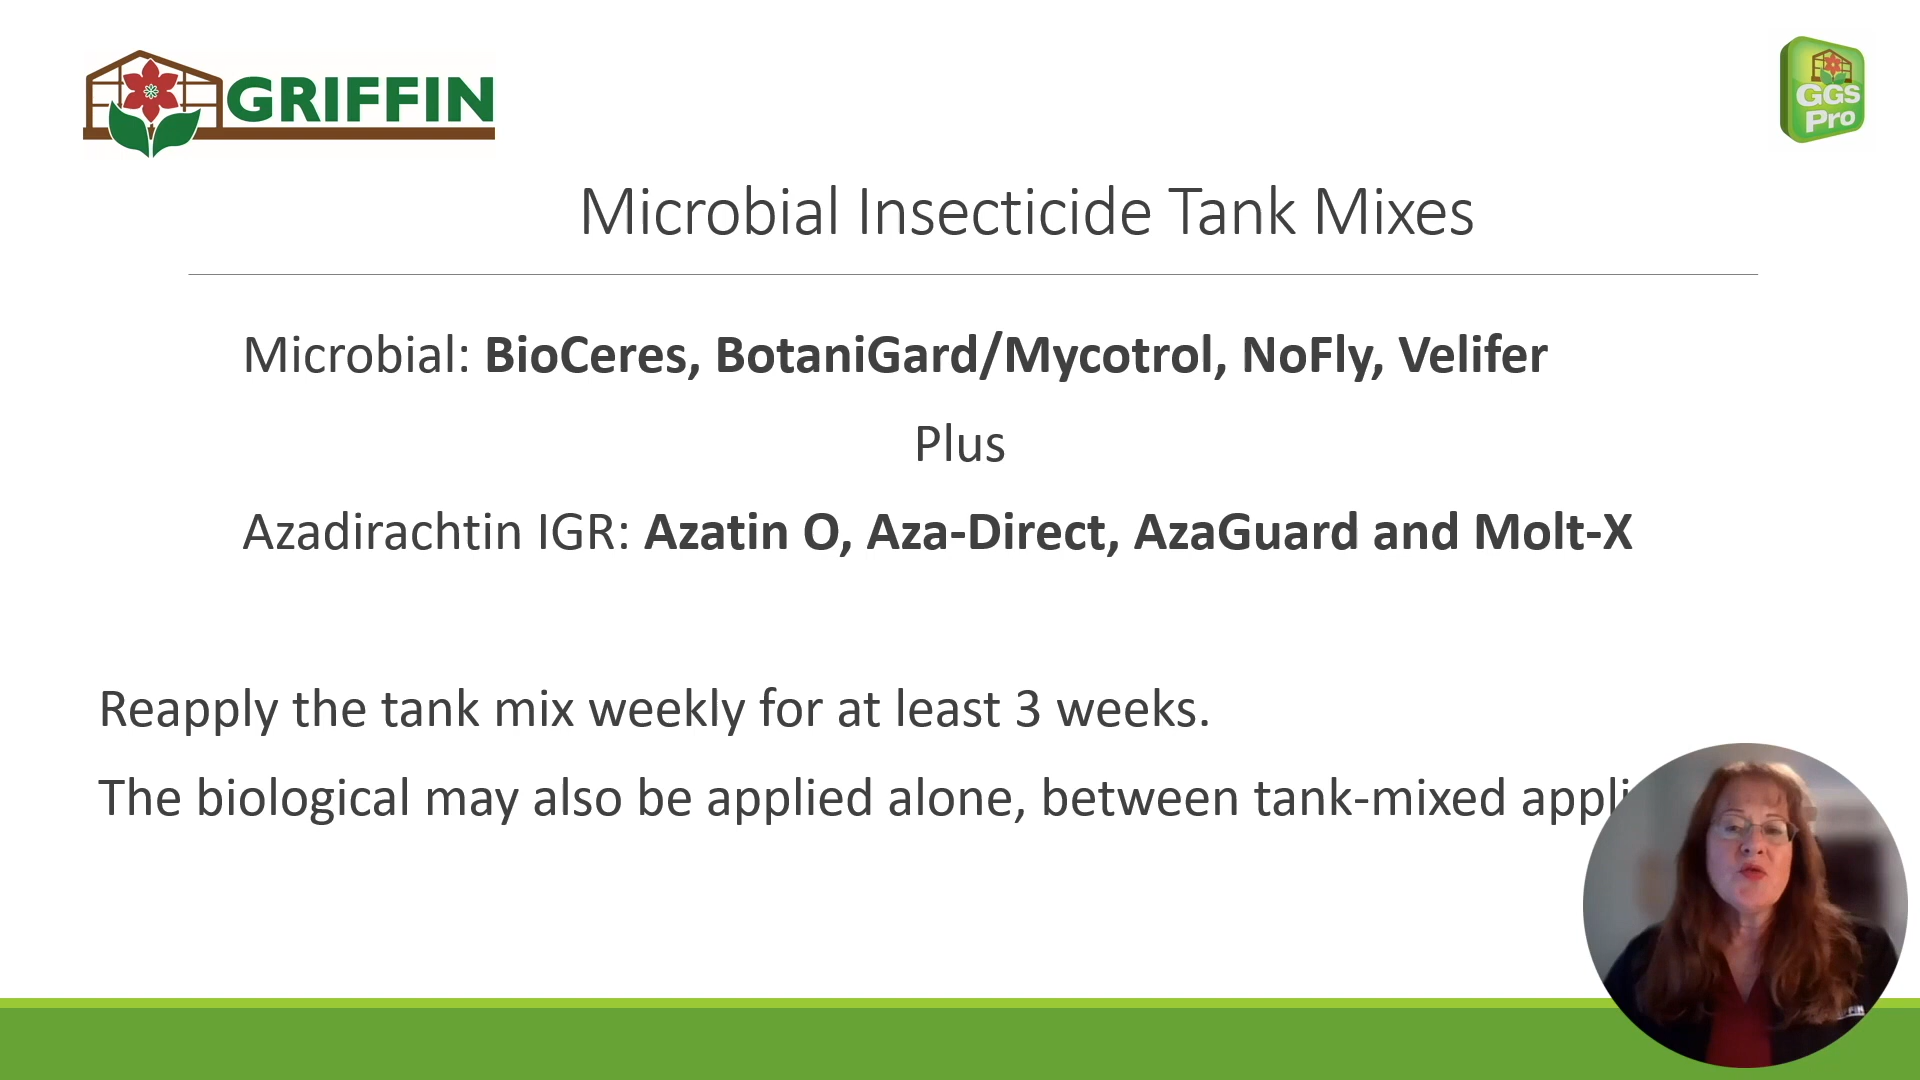 GRIFFIN
GGS
Pro
Microbial Insecticide Tank Mixes
Microbial: BioCeres, BotaniGard/Mycotrol, NoFly, Velifer
Plus
Azadirachtin IGR: Azatin O, Aza-Direct, AzaGuard and Molt-X
Reapply the tank mix weekly for at least 3 weeks.
The biological may also be applied alone, between tank-mixed